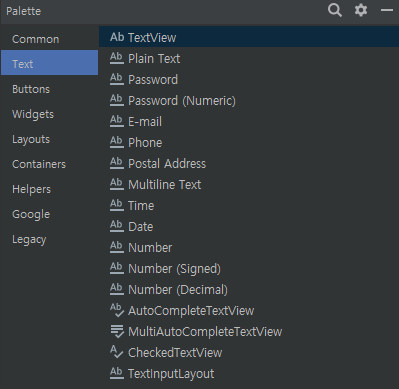 Palette
Common
Text
Buttons
Widgets
Layouts
Containers
Helpers
Google
Legacy
Ab TextView
Ab Plain Text
Ab Password
Ab Password (Numeric)
Ab E-mail
Ab Phone
Ab Postal Address
Ab Multiline Text
Ab Time
Ab Date
Ab Number
Ab Number (Signed)
Ab Number (Decimal)
Ab AutoCompleteTextView
MultiAutoCompleteTextView
A CheckedTextView
Ab TextInputLayout